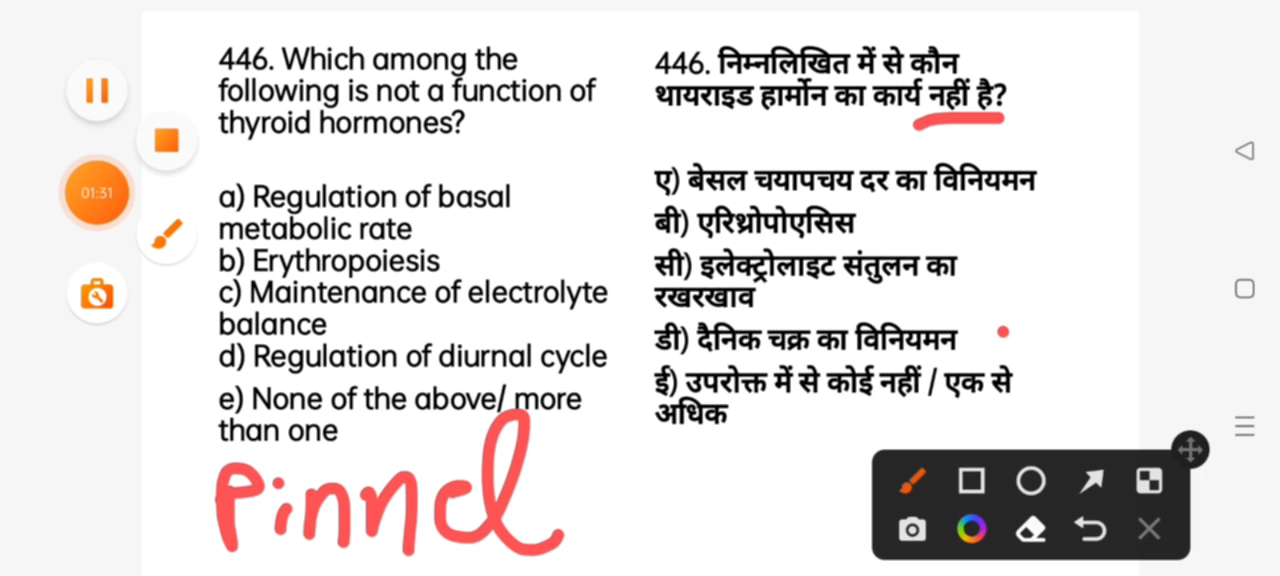 446. Which among the
following is not a function of
thyroid hormones?
a) Regulation of basal
metabolic rate
b) Erythropoiesis
c) Maintenance of electrolyte
balance
d) Regulation of diurnal cycle
e) None of the above/ more
than one
446. निम्नलिखित में से कौन
थायराइड हार्मोन का कार्य नहीं है?
ए) बेसल चयापचय दर का विनियमन
बी) एरिथ्रोपोएसिस
सी) इलेक्ट्रोलाइट संतुलन का
रखरखाव
डी) दैनिक चक्र का विनियमन
ई) उपरोक्त में से कोई नहीं / एक से
अधिक
01:31